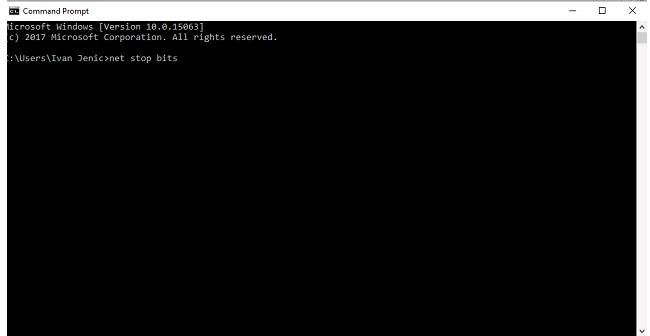 Command Prompt
Microsoft Windows [Version 10.0.15063]
(c) 2017 Microsoft Corporation. All rights reserved.
C:\Users\Ivan Jenic>net stop bits